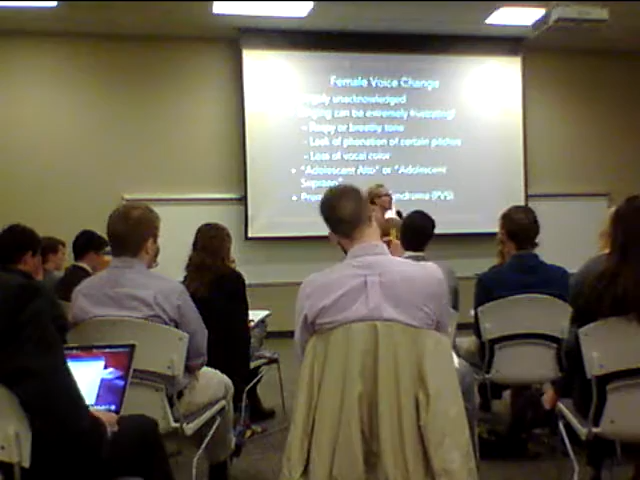 Female Voice Change
unacknowledged
can be extremely frustrating!
- Raspy or breathy tone
- Lack of phonation of certain pitches
- Loss of vocal color
"Adolescent Alto" or "Adolescent
Soprano"
(PVS)